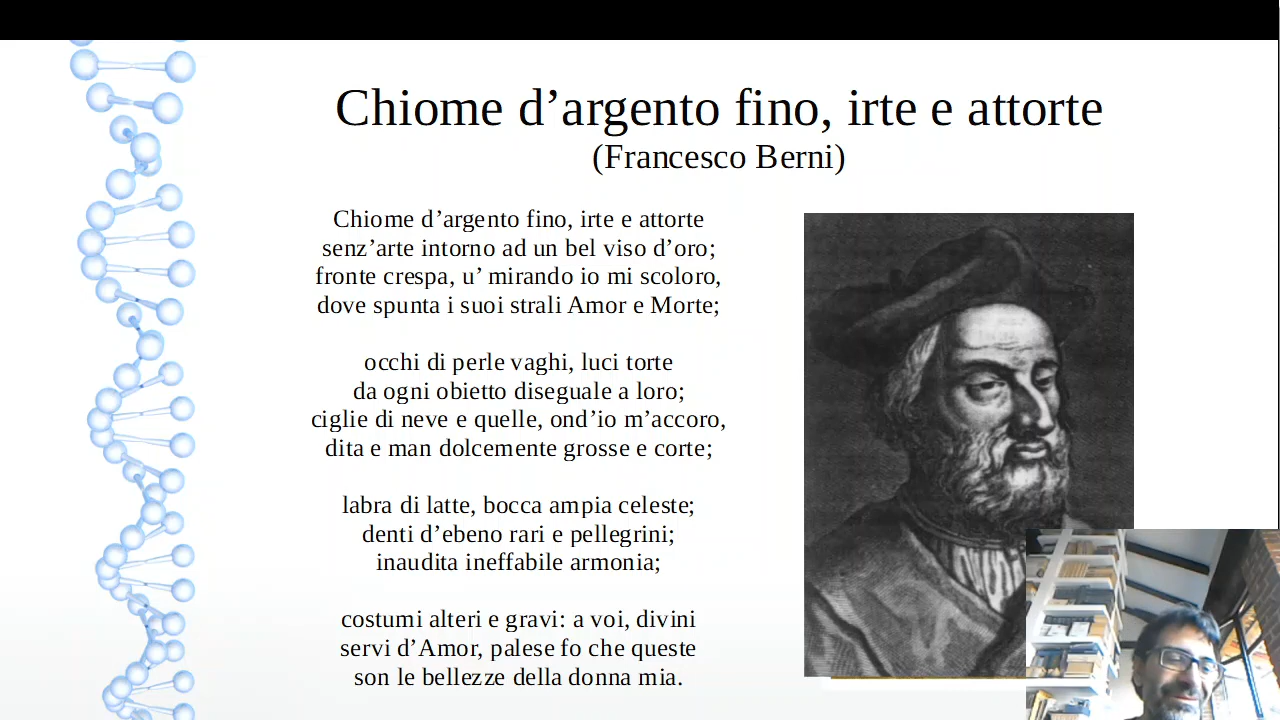 Chiome d’argento fino, irte e attorte
(Francesco Berni)
Chiome d’argento fino, irte e attorte
senz’arte intorno ad un bel viso d’oro;
fronte crespa, u’ mirando io mi scoloro,
dove spunta i suoi strali Amor e Morte;
occhi di perle vaghi, luci torte
da ogni obietto diseguale a loro;
ciglie di neve e quelle, ond’io m’accoro,
dita e man dolcemente grosse e corte;
labra di latte, bocca ampia celeste;
denti d’ebeno rari e pellegrini;
inaudita ineffabile armonia;
costumi alteri e gravi: a voi, divini
servi d’Amor, palese fo che queste
son le bellezze della donna mia.